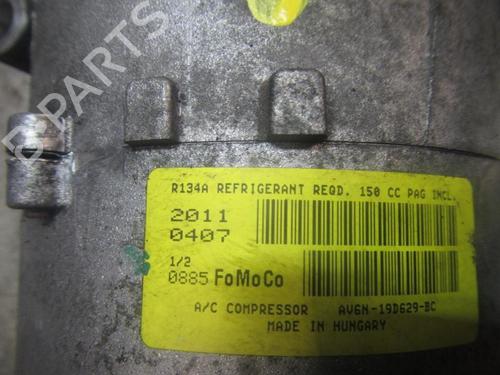 B-PARTS
R134A REFRIGERANT REQD. 150 CC PAG INCL.
2011
0407
1/2
0885 FoMoCo
A/C COMPRESSOR AV6N-19D629-BC
MADE IN HUNGARY